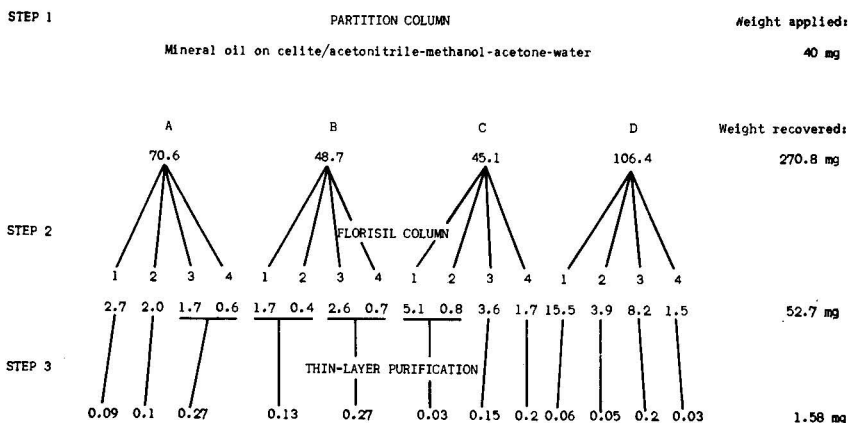 STEP 1 PARTITION COLUMN Weight applied:
Mineral oil on celite/acetonitrile-methanol-acetone-water 40 mg
A B C D Weight recovered:
70.6 48.7 45.1 106.4 270.8 mg
STEP 2 FLORISIL COLUMN
1 2 3 4 1 2 3 4 1 2 3 4 1 2 3 4
2.7 2.0 1.7 0.6 1.7 0.4 2.6 0.7 5.1 0.8 3.6 1.7 15.5 3.9 8.2 1.5 52.7 mg
STEP 3 THIN-LAYER PURIFICATION
0.09 0.1 0.27 0.13 0.27 0.03 0.15 0.2 0.06 0.05 0.2 0.03 1.58 mg